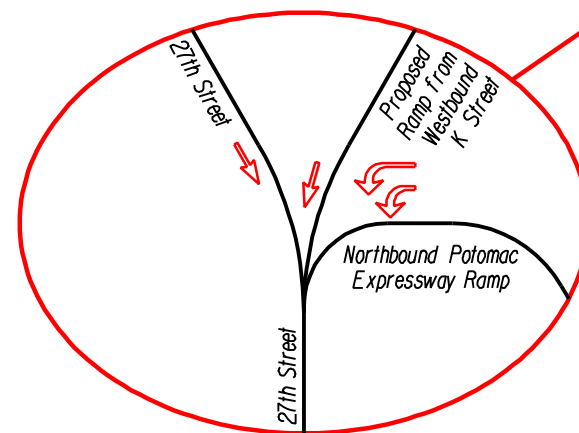 27th Street
Proposed
Ramp from
Westbound
K Street
Northbound Potomac
Expressway Ramp
27th Street